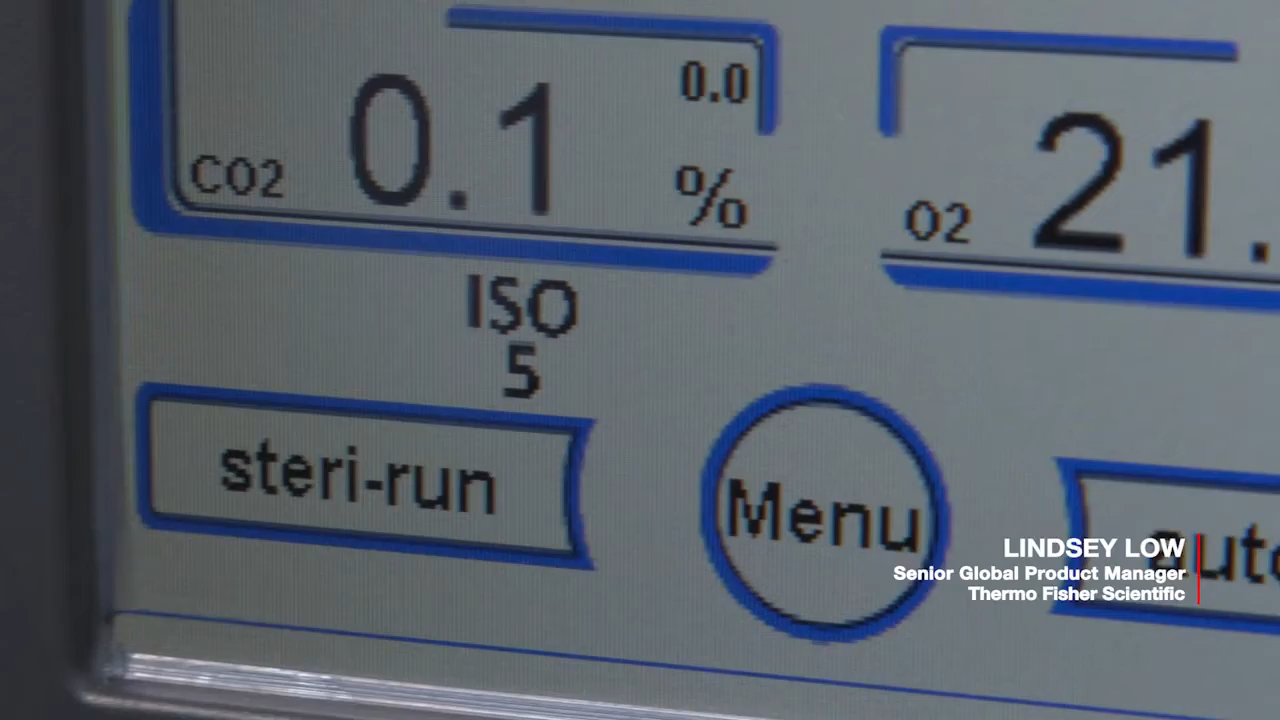 0.0
CO2 0.1 %
O2 21.
ISO
5
steri-run
Menu
LINDSEY LOW
Senior Global Product Manager
Thermo Fisher Scientific